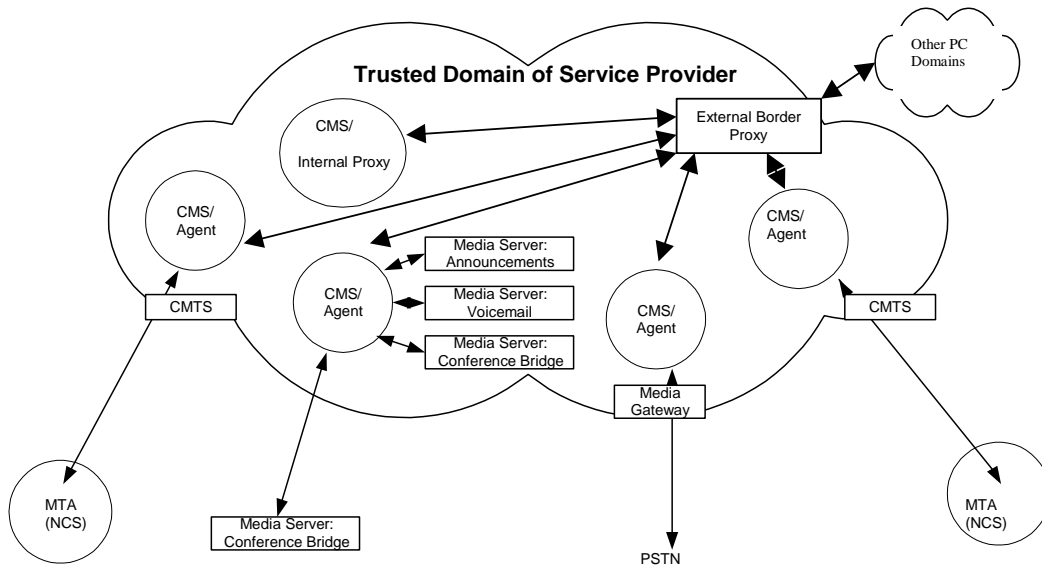 Other PC
Domains
Trusted Domain of Service Provider
External Border
Proxy
CMS/
Internal Proxy
CMS/
Agent
CMS/
Agent
Media Server:
Announcements
CMS/
Agent
Media Server:
Voicemail
CMS/
Agent
Media Server:
Conference Bridge
CMTS
CMTS
Media
Gateway
MTA
(NCS)
Media Server:
Conference Bridge
PSTN
MTA
(NCS)